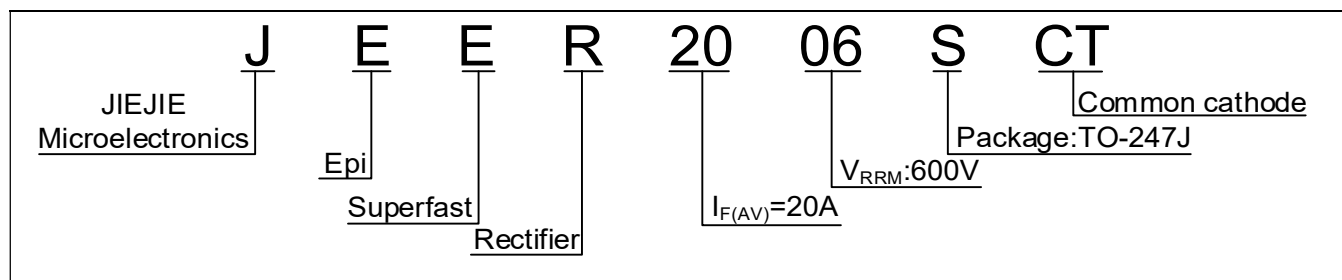 J E E R 20 06 S CT
JIEJIE
Microelectronics
Common cathode
Package:TO-247J
Epi
VRRM:600V
Superfast
IF(AV)=20A
Rectifier